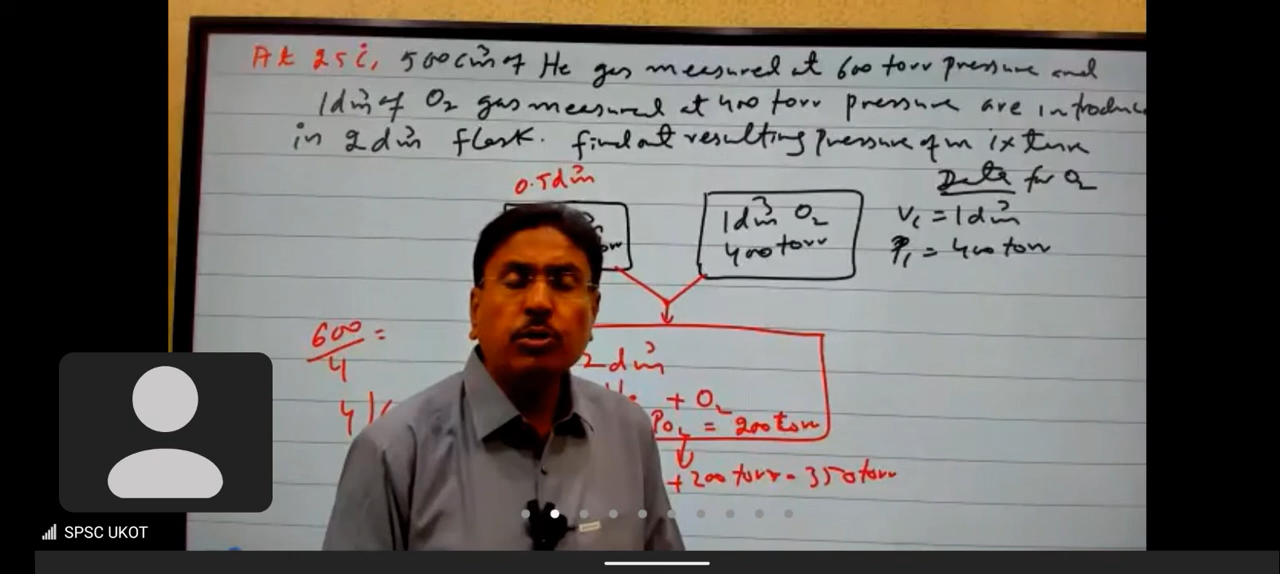 At 25°C, 500 cm³ of He gas measured at 600 torr pressure and
1 dm³ of O₂ gas measured at 400 torr pressure are introduce
in 2 dm³ flask. find out resulting pressure of mixture
Data for O₂
0.5 dm³
1 dm³ O₂
400 torr
V₁ = 1 dm³
P₁ = 400 torr
600/4 =
2 dm³
+ O₂
PO₂ = 200 torr
+ 200 torr = 350 torr
SPSC UKOT